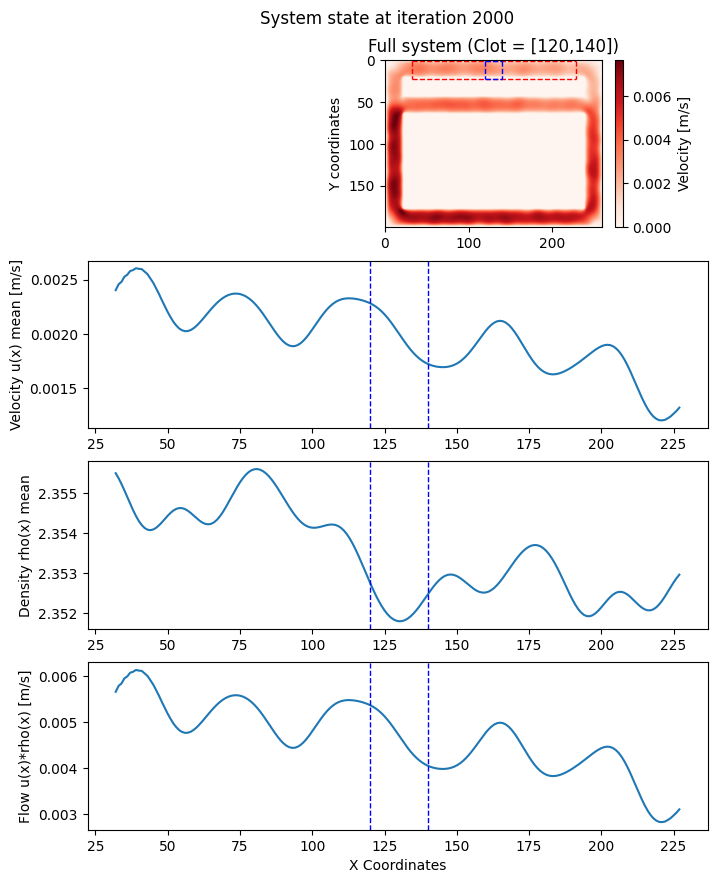 System state at iteration 2000
Full system (Clot = [120,140])
Y coordinates
0
50
100
150
0
200
0.006
0.004
0.002
0.000
Velocity [m/s]
Velocity u(x) mean [m/s]
0.0025
0.0020
0.0015
25 50 75 100 125 150 175 200 225
Density rho(x) mean
2.355
2.354
2.353
2.352
25 50 75 100 125 150 175 200 225
Flow u(x)*rho(x) [m/s]
0.006
0.005
0.004
0.003
25 50 75 100 125 150 175 200 225
X Coordinates